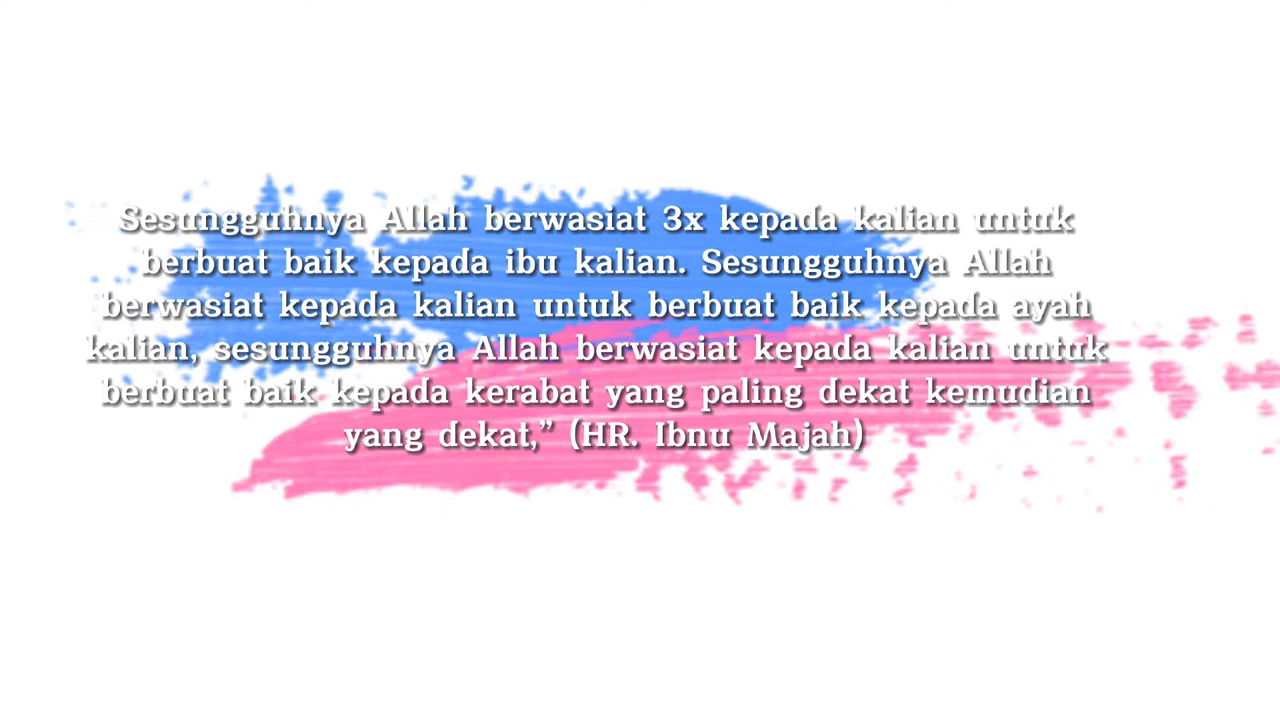 Sesungguhnya Allah berwasiat 3x kepada kalian untuk
berbuat baik kepada ibu kalian. Sesungguhnya Allah
berwasiat kepada kalian untuk berbuat baik kepada ayah
kalian, sesungguhnya Allah berwasiat kepada kalian untuk
berbuat baik kepada kerabat yang paling dekat kemudian
yang dekat,” (HR. Ibnu Majah)